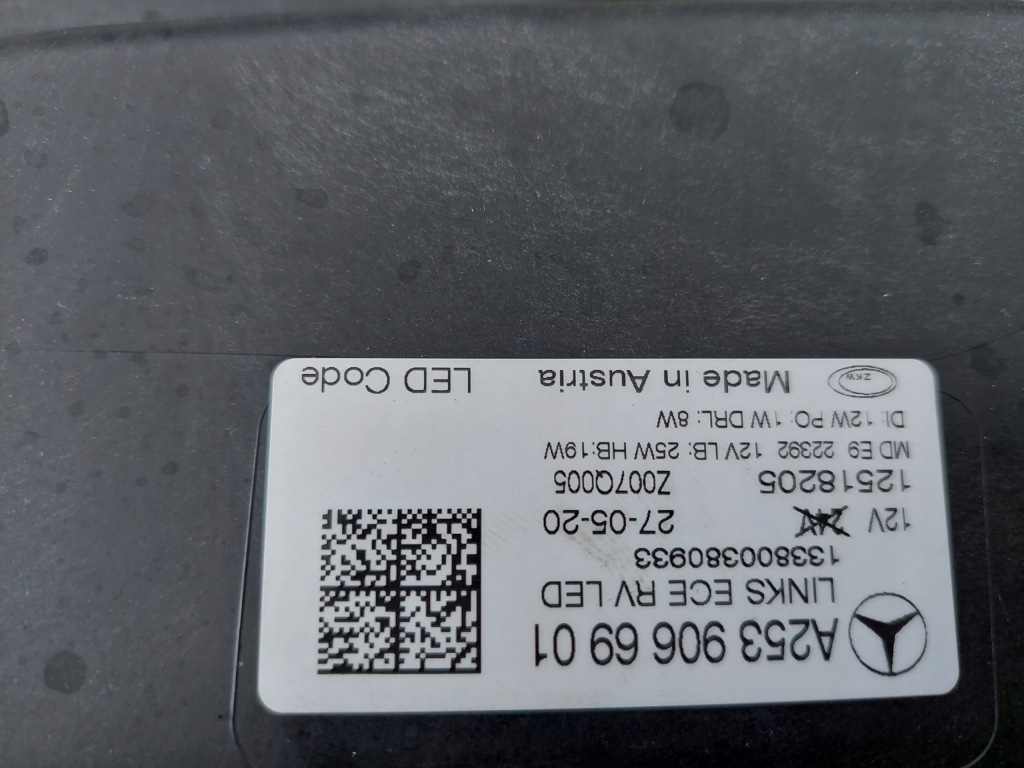 A253 906 69 01
LINKS ECE RV LED
133800380933
12V 24V 27-05-20
12518205 Z007Q005
MD E9 22392 12V LB: 25W HB:19W
DI: 12W PO: 1W DRL: 8W
ZKW Made in Austria LED Code